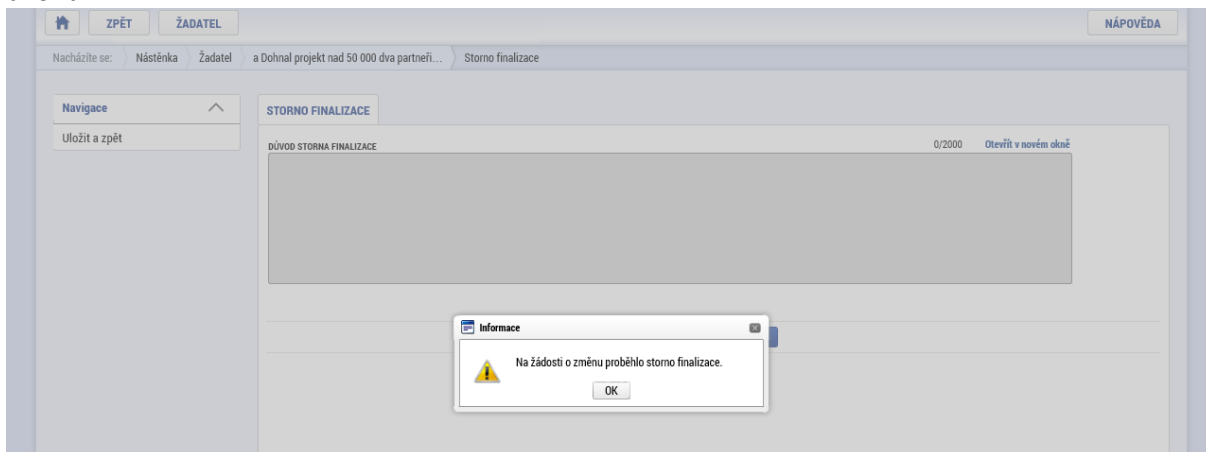 ZPĚT ŽADATEL NÁPOVĚDA
Nacházíte se: Nástěnka Žadatel a Dohnal projekt nad 50 000 dva partneři... Storno finalizace
Navigace STORNO FINALIZACE
Uložit a zpět
DŮVOD STORNA FINALIZACE 0/2000 Otevřít v novém okně
Informace
Na žádosti o změnu proběhlo storno finalizace.
OK